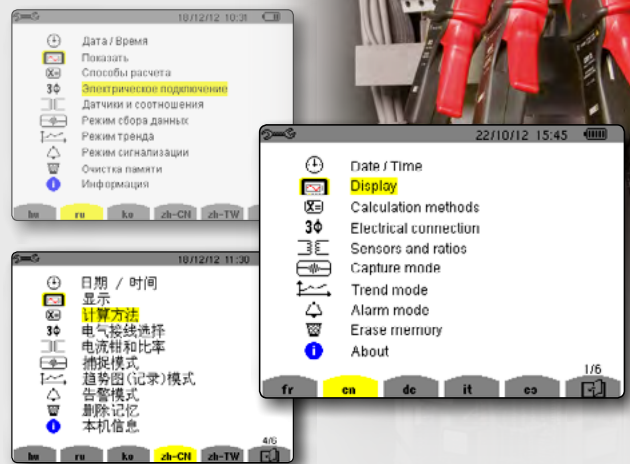 18/12/12 10:31
Дата / Время
Показать
Способы расчета
3Φ Электрическое подключение
Датчики и соотношения
Режим сбора данных
Режим тренда
Режим сигнализации
Очистка памяти
Информация
hu ru ko zh-CN zh-TW
22/10/12 15:45
Date / Time
Display
X= Calculation methods
3Φ Electrical connection
Sensors and ratios
Capture mode
Trend mode
Alarm mode
Erase memory
i About
1/6
fr en de it es
18/12/12 11:30
日期 / 时间
显示
X= 计算方法
3Φ 电气接线选择
电流钳和比率
捕捉模式
趋势图(记录)模式
告警模式
删除记忆
i 本机信息
4/6
hu ru ko zh-CN zh-TW